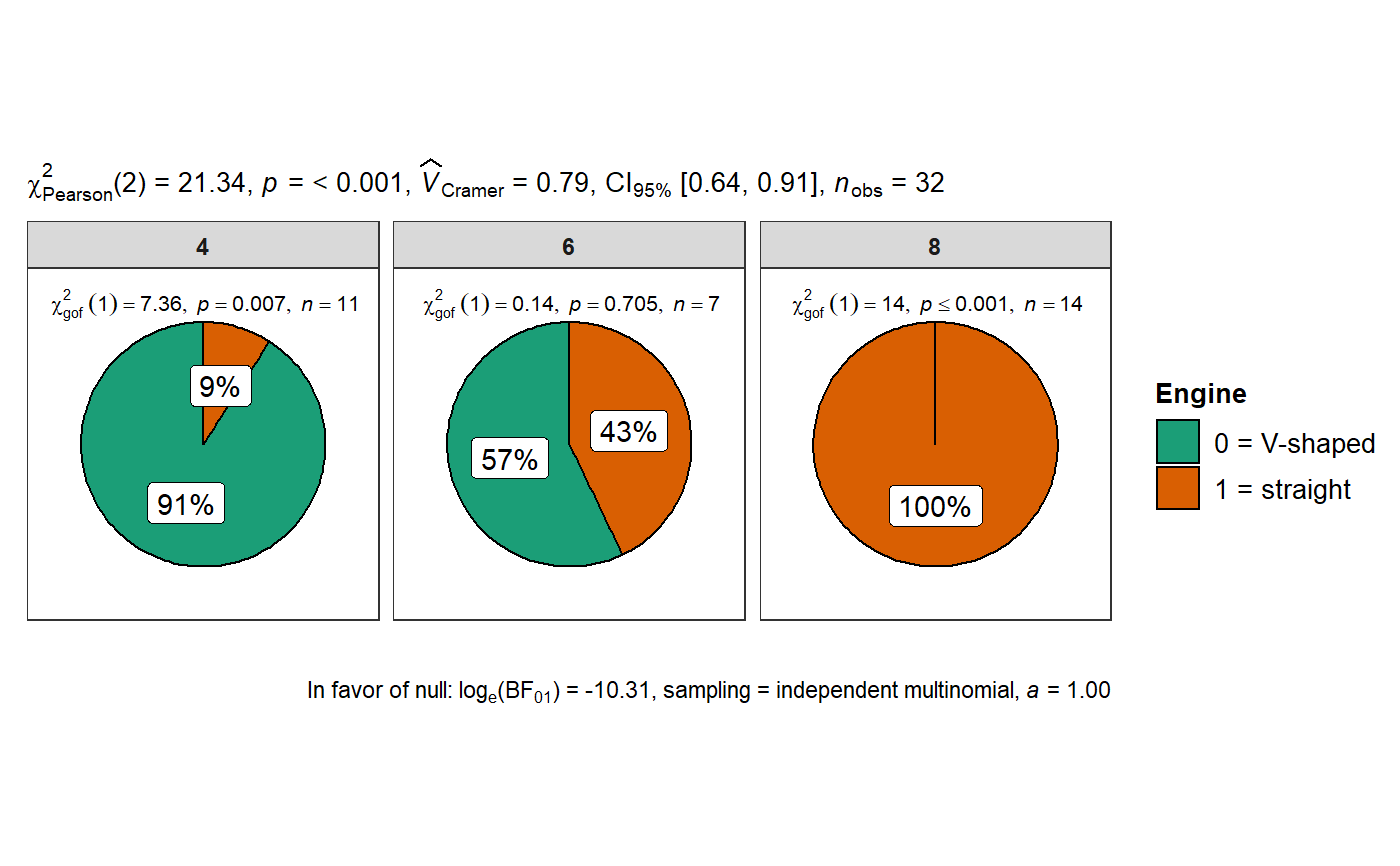 χ²Pearson(2) = 21.34, p = < 0.001, V̂Cramer = 0.79, CI95% [0.64, 0.91], nobs = 32
4
6
8
χ²gof (1) = 7.36, p = 0.007, n = 11
χ²gof (1) = 0.14, p = 0.705, n = 7
χ²gof (1) = 14, p ≤ 0.001, n = 14
9%
91%
57%
43%
100%
Engine
0 = V-shaped
1 = straight
In favor of null: loge(BF01) = -10.31, sampling = independent multinomial, a = 1.00